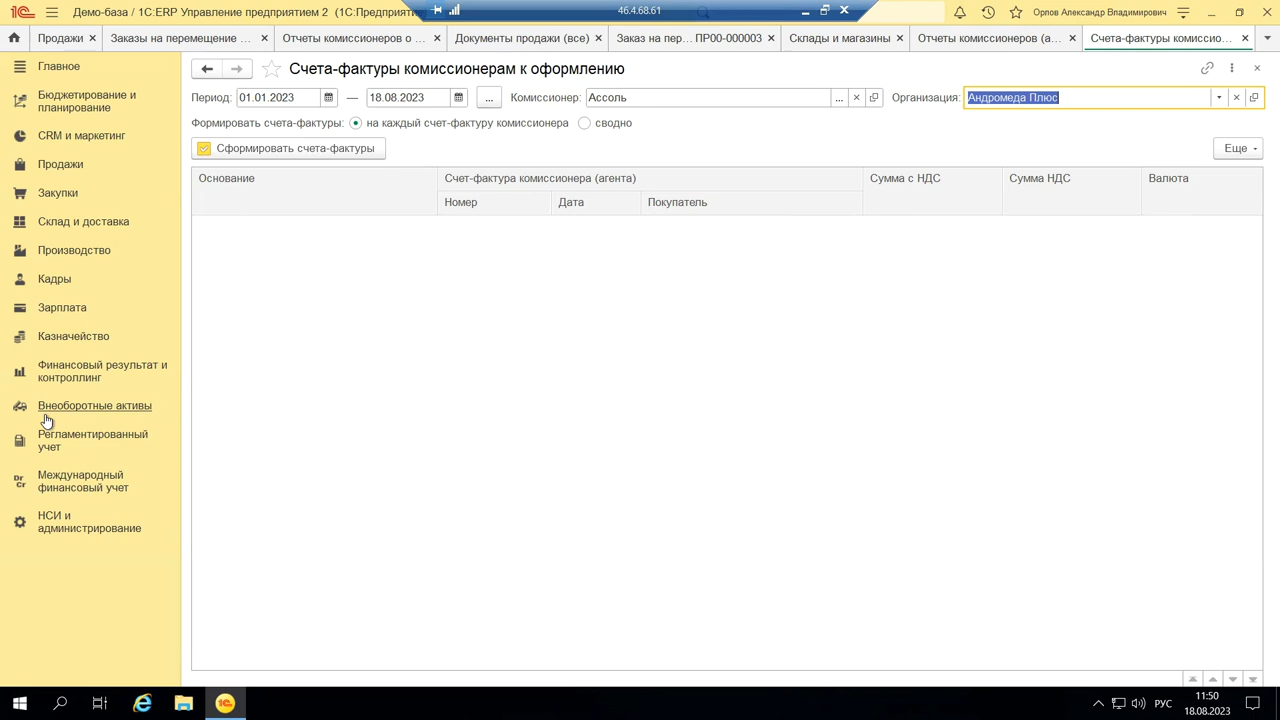 Демо-база / 1С:ERP Управление предприятием 2 (1С:Предприяти
46.4.68.61
Орлов Александр Владимирович
Продажи
Заказы на перемещение ...
Отчеты комиссионеров о ...
Документы продажи (все)
Заказ на пер... ПР00-000003
Склады и магазины
Отчеты комиссионеров (а...
Счета-фактуры комиссио...
Главное
Бюджетирование и
планирование
CRM и маркетинг
Продажи
Закупки
Склад и доставка
Производство
Кадры
Зарплата
Казначейство
Финансовый результат и
контроллинг
Внеоборотные активы
Регламентированный
учет
Международный
финансовый учет
НСИ и
администрирование
Счета-фактуры комиссионерам к оформлению
Период: 01.01.2023 — 18.08.2023 ... Комиссионер: Ассоль ... Организация: Андромеда Плюс
Формировать счета-фактуры: на каждый счет-фактуру комиссионера сводно
Сформировать счета-фактуры
Еще
Основание
Счет-фактура комиссионера (агента)
Сумма с НДС
Сумма НДС
Валюта
Номер
Дата
Покупатель
Dr
Cr
РУС
11:50
18.08.2023